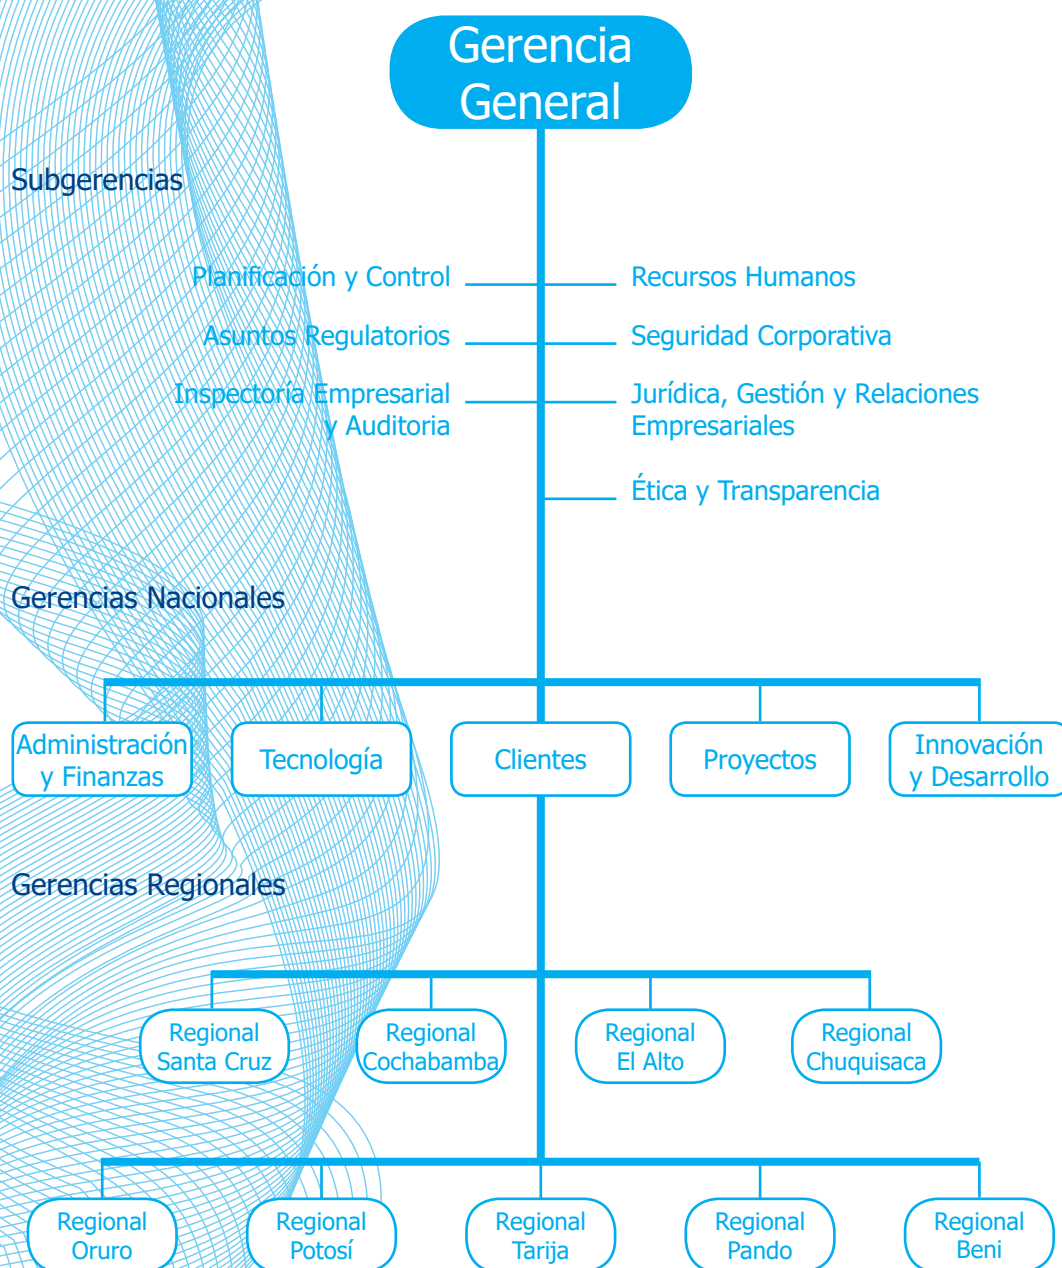 Gerencia
General
Subgerencias
Planificación y Control
Recursos Humanos
Asuntos Regulatorios
Seguridad Corporativa
Inspectoría Empresarial
y Auditoria
Jurídica, Gestión y Relaciones
Empresariales
Ética y Transparencia
Gerencias Nacionales
Administración
y Finanzas
Tecnología
Clientes
Proyectos
Innovación
y Desarrollo
Gerencias Regionales
Regional
Santa Cruz
Regional
Cochabamba
Regional
El Alto
Regional
Chuquisaca
Regional
Oruro
Regional
Potosí
Regional
Tarija
Regional
Pando
Regional
Beni